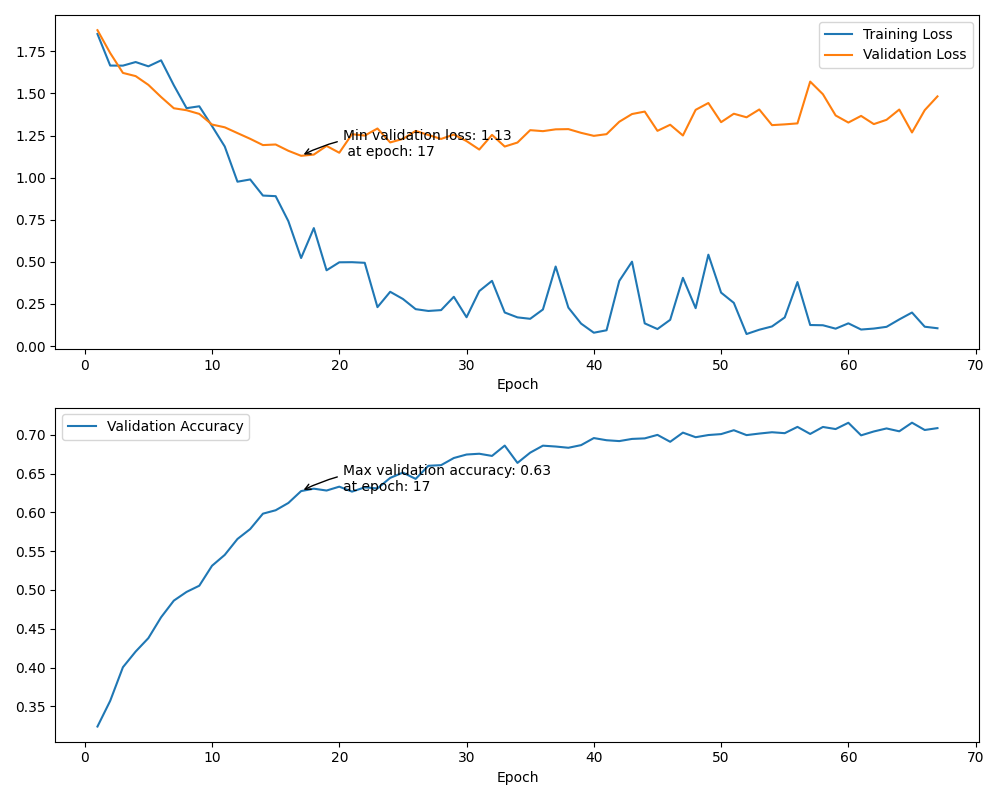 Training Loss
Validation Loss
1.75
1.50
1.25
1.00
0.75
0.50
0.25
0.00
Min validation loss: 1.13
at epoch: 17
0 10 20 30 40 50 60 70
Epoch
Validation Accuracy
0.70
0.65
0.60
0.55
0.50
0.45
0.40
0.35
Max validation accuracy: 0.63
at epoch: 17
0 10 20 30 40 50 60 70
Epoch